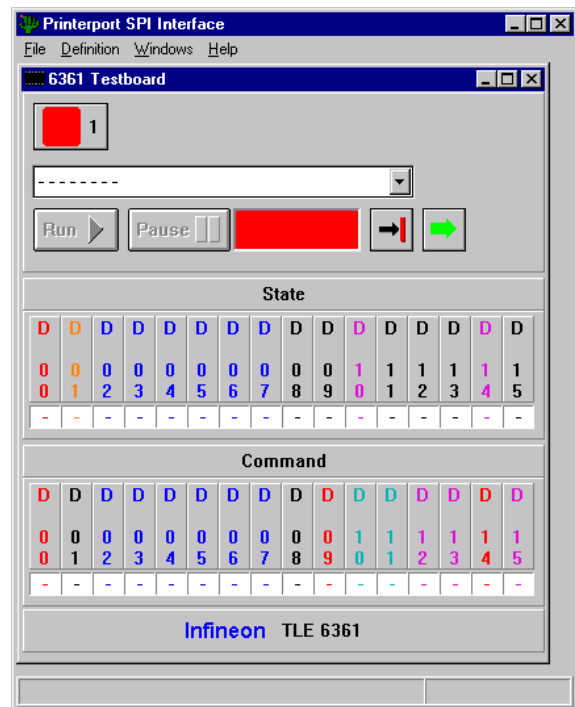 Printerport SPI Interface
File Definition Windows Help
6361 Testboard
1
--------
Run Pause
State
D D D D D D D D D D D D D D D D
0 0 0 0 0 0 0 0 0 0 1 1 1 1 1 1
0 1 2 3 4 5 6 7 8 9 0 1 2 3 4 5
- - - - - - - - - - - - - - - -
Command
D D D D D D D D D D D D D D D D
0 0 0 0 0 0 0 0 0 0 1 1 1 1 1 1
0 1 2 3 4 5 6 7 8 9 0 1 2 3 4 5
- - - - - - - - - - - - - - - -
Infineon TLE 6361